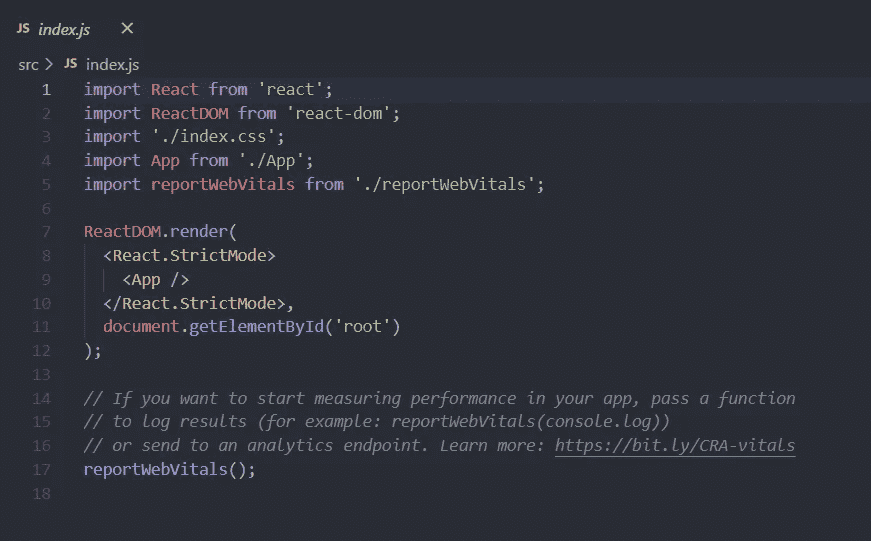 JS index.js ×
src > JS index.js
1 import React from 'react';
2 import ReactDOM from 'react-dom';
3 import './index.css';
4 import App from './App';
5 import reportWebVitals from './reportWebVitals';
6
7 ReactDOM.render(
8   <React.StrictMode>
9     <App />
10   </React.StrictMode>,
11   document.getElementById('root')
12 );
13
14 // If you want to start measuring performance in your app, pass a function
15 // to log results (for example: reportWebVitals(console.log))
16 // or send to an analytics endpoint. Learn more: https://bit.ly/CRA-vitals
17 reportWebVitals();
18